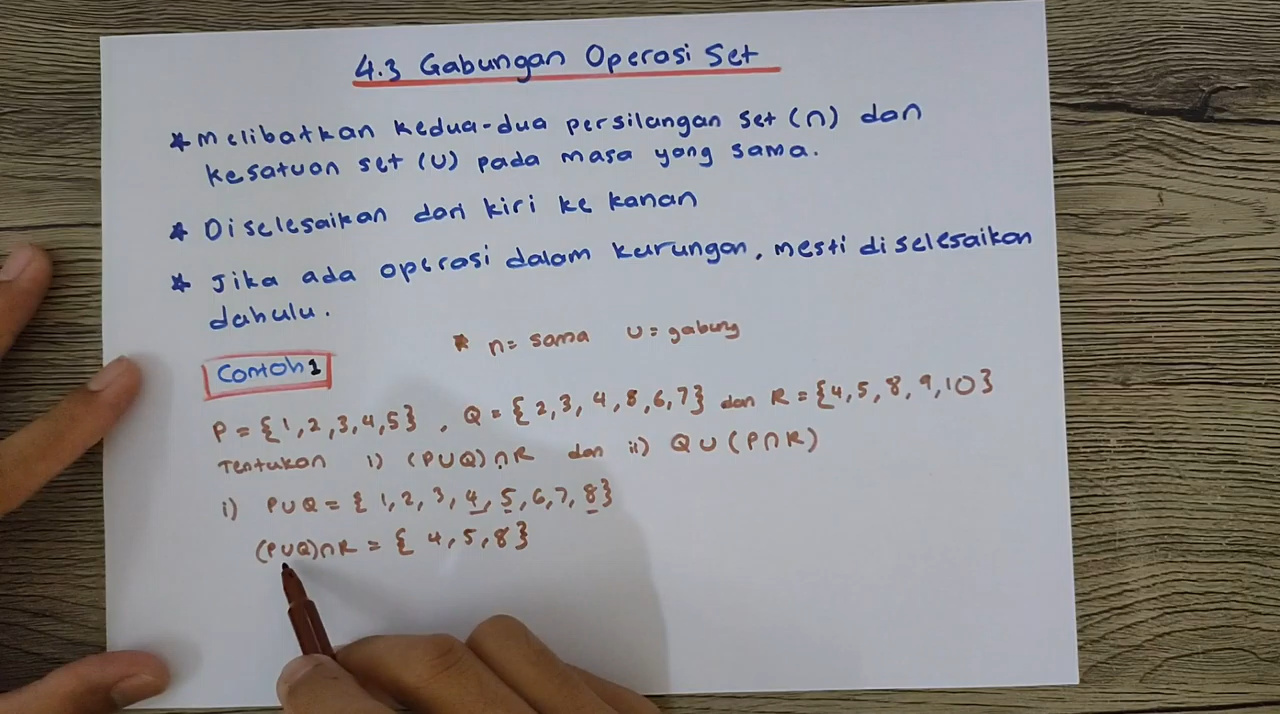 4.3 Gabungan Operasi Set
* Melibatkan kedua-dua persilangan set (∩) dan
kesatuan set (∪) pada masa yang sama.
* Diselesaikan dari kiri ke kanan
* Jika ada operasi dalam kurungan, mesti diselesaikan
dahulu.
* ∩= sama ∪= gabung
Contoh 1
P = {1,2,3,4,5} , Q = {2,3, 4,8,6,7} dan R = {4,5,8,9,10}
Tentukan i) (P∪Q)∩R dan ii) Q∪(P∩R)
i) P∪Q = { 1,2,3,4,5,6,7,8}
(P∪Q)∩R = { 4,5,8}